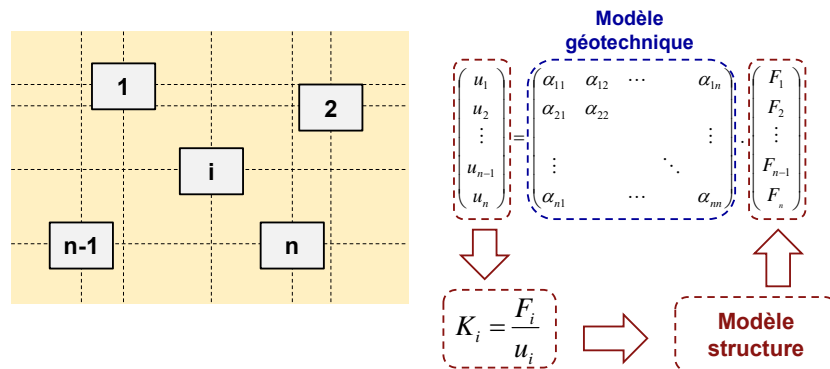 1
2
i
n-1
n
Modèle
géotechnique
u₁ α₁₁ α₁₂ ⋯ α₁ₙ F₁
u₂ α₂₁ α₂₂ F₂
⋮ = ⋮ . ⋮
uₙ₋₁ ⋮ ⋱ Fₙ₋₁
uₙ αₙ₁ ⋯ αₙₙ Fₙ
Kᵢ = Fᵢ / uᵢ
Modèle
structure